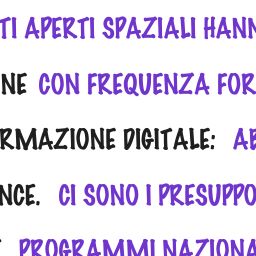 TI APERTI SPAZIALI HANN
NE CON FREQUENZA FOR
RMAZIONE DIGITALE: AB
NCE. CI SONO I PRESUPPO
PROGRAMMI NAZIONA